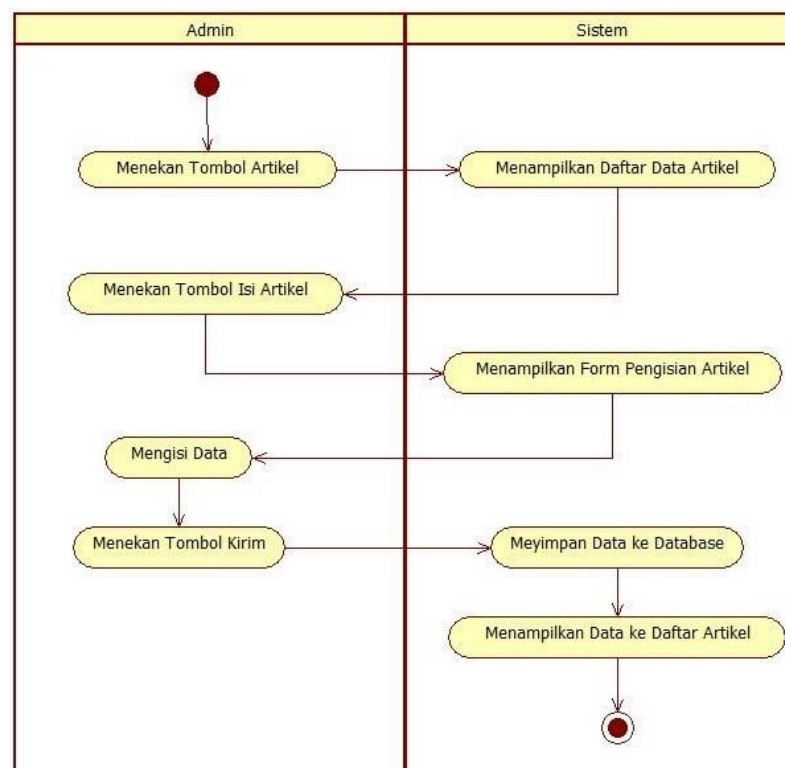 Admin
Sistem
Menekan Tombol Artikel
Menampilkan Daftar Data Artikel
Menekan Tombol Isi Artikel
Menampilkan Form Pengisian Artikel
Mengisi Data
Menekan Tombol Kirim
Meyimpan Data ke Database
Menampilkan Data ke Daftar Artikel